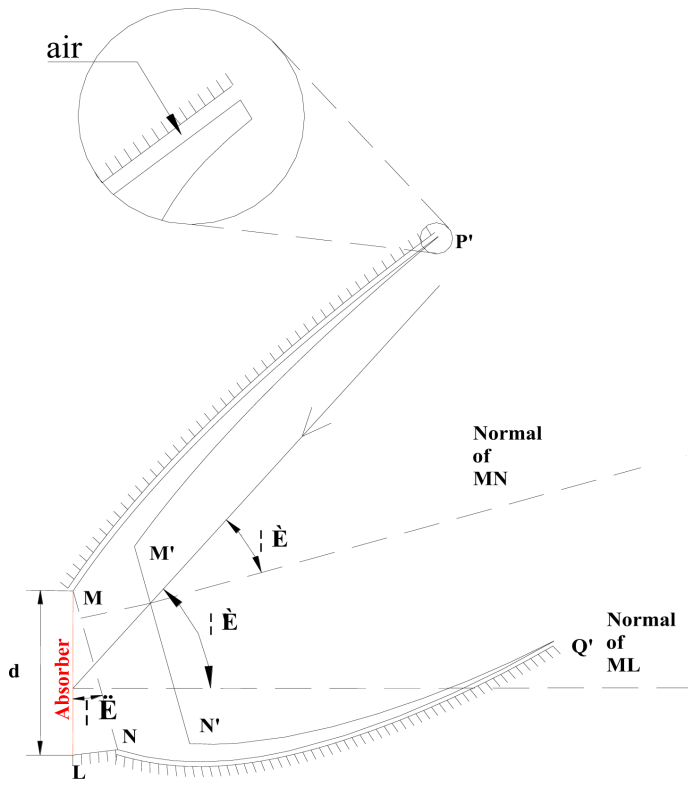 air
P'
Normal
of
MN
M'
¦È
M
¦È
Normal
of
ML
Q'
d
Absorber
¦Ë
N'
N
L